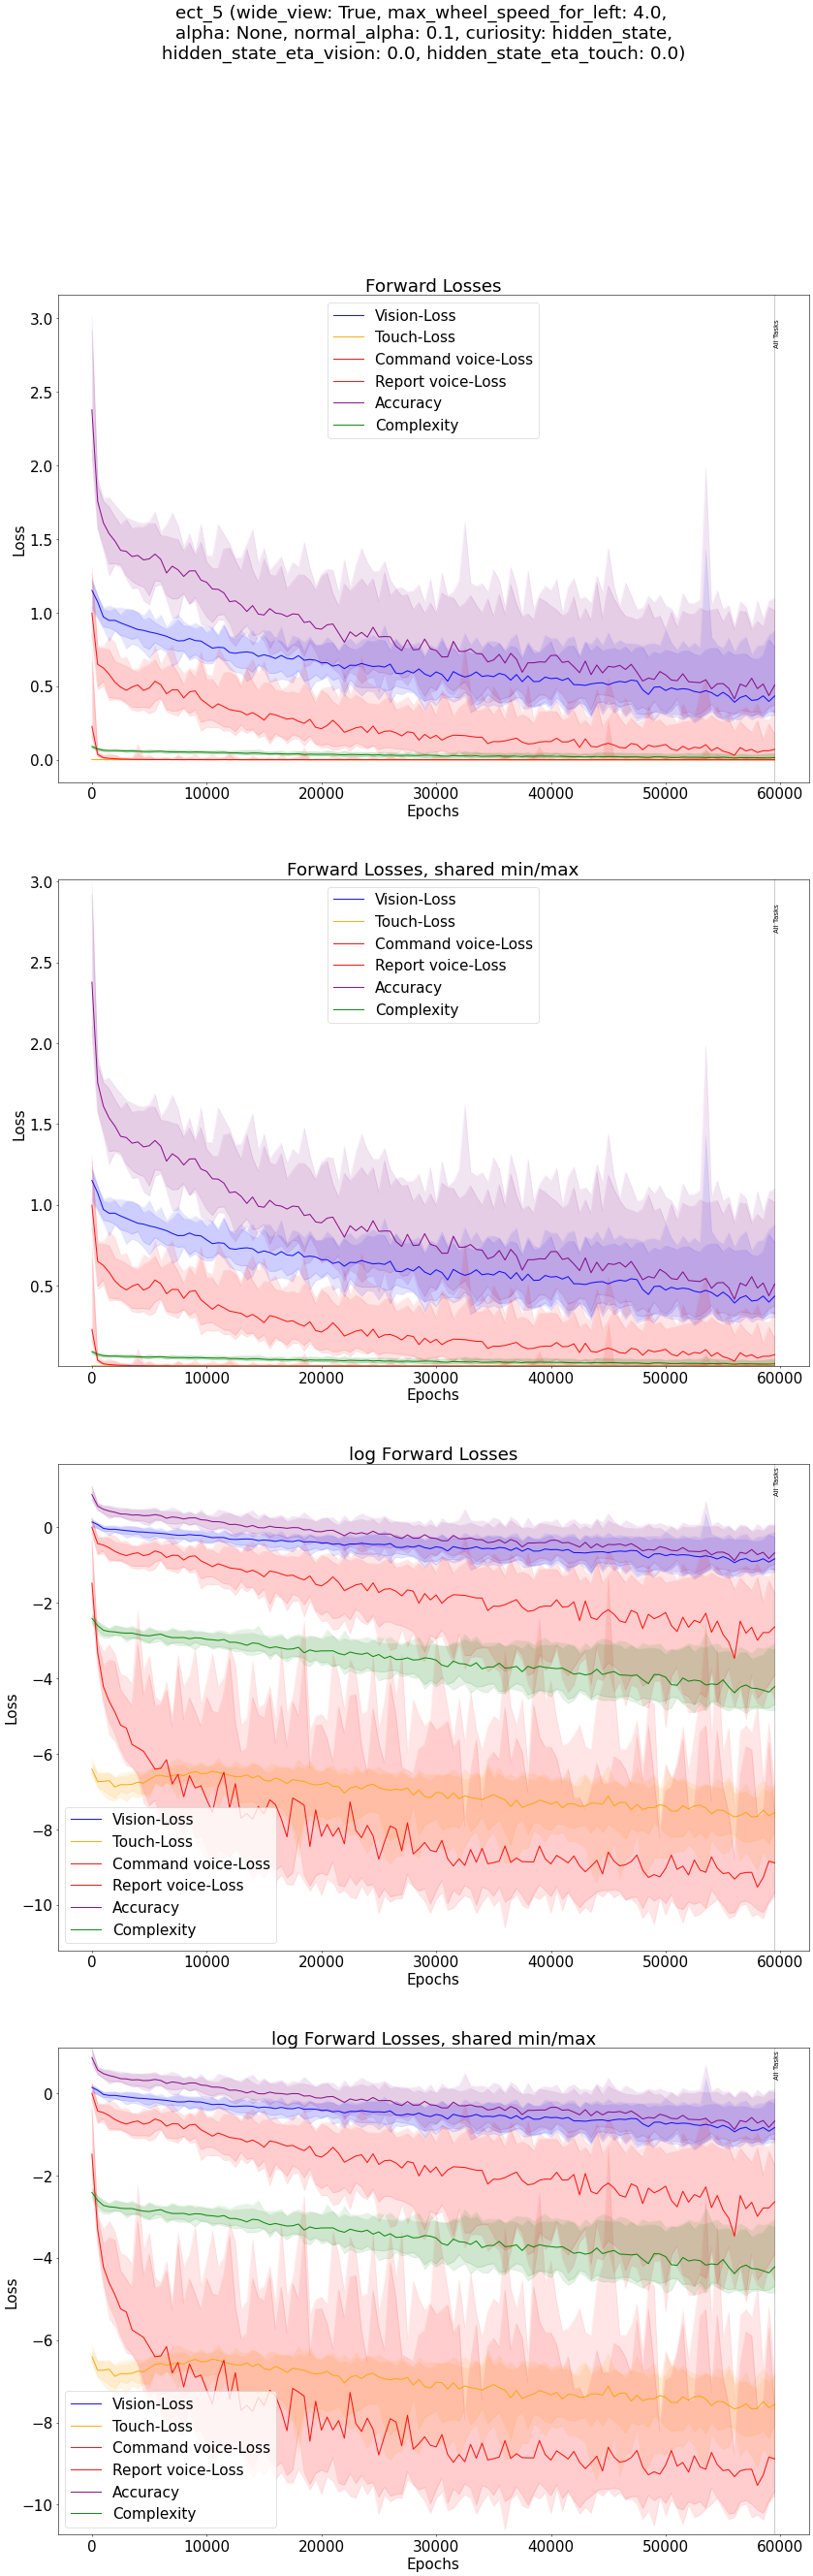 ect_5 (wide_view: True, max_wheel_speed_for_left: 4.0,
alpha: None, normal_alpha: 0.1, curiosity: hidden_state,
hidden_state_eta_vision: 0.0, hidden_state_eta_touch: 0.0)
Forward Losses
Vision-Loss
Touch-Loss
Command voice-Loss
Report voice-Loss
Accuracy
Complexity
All Tasks
3.0
2.5
2.0
1.5
1.0
0.5
0.0
Loss
0 10000 20000 30000 40000 50000 60000
Epochs
Forward Losses, shared min/max
Vision-Loss
Touch-Loss
Command voice-Loss
Report voice-Loss
Accuracy
Complexity
All Tasks
3.0
2.5
2.0
1.5
1.0
0.5
Loss
0 10000 20000 30000 40000 50000 60000
Epochs
log Forward Losses
All Tasks
0
−2
−4
−6
−8
−10
Loss
Vision-Loss
Touch-Loss
Command voice-Loss
Report voice-Loss
Accuracy
Complexity
0 10000 20000 30000 40000 50000 60000
Epochs
log Forward Losses, shared min/max
All Tasks
0
−2
−4
−6
−8
−10
Loss
Vision-Loss
Touch-Loss
Command voice-Loss
Report voice-Loss
Accuracy
Complexity
0 10000 20000 30000 40000 50000 60000
Epochs